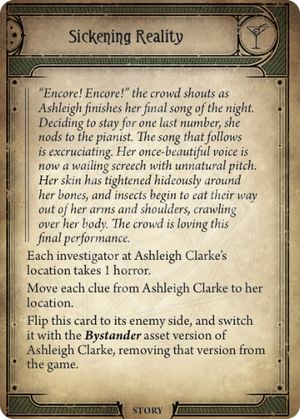 Sickening Reality
“Encore! Encore!” the crowd shouts as
Ashleigh finishes her final song of the night.
Deciding to stay for one last number, she
nods to the pianist. The song that follows
is excruciating. Her once-beautiful voice is
now a wailing screech with unnatural pitch.
Her skin has tightened hideously around
her bones, and insects begin to eat their way
out of her arms and shoulders, crawling
over her body. The crowd is loving this
final performance.
Each investigator at Ashleigh Clarke’s
location takes 1 horror.
Move each clue from Ashleigh Clarke to her
location.
Flip this card to its enemy side, and switch
it with the Bystander asset version of
Ashleigh Clarke, removing that version from
the game.
STORY